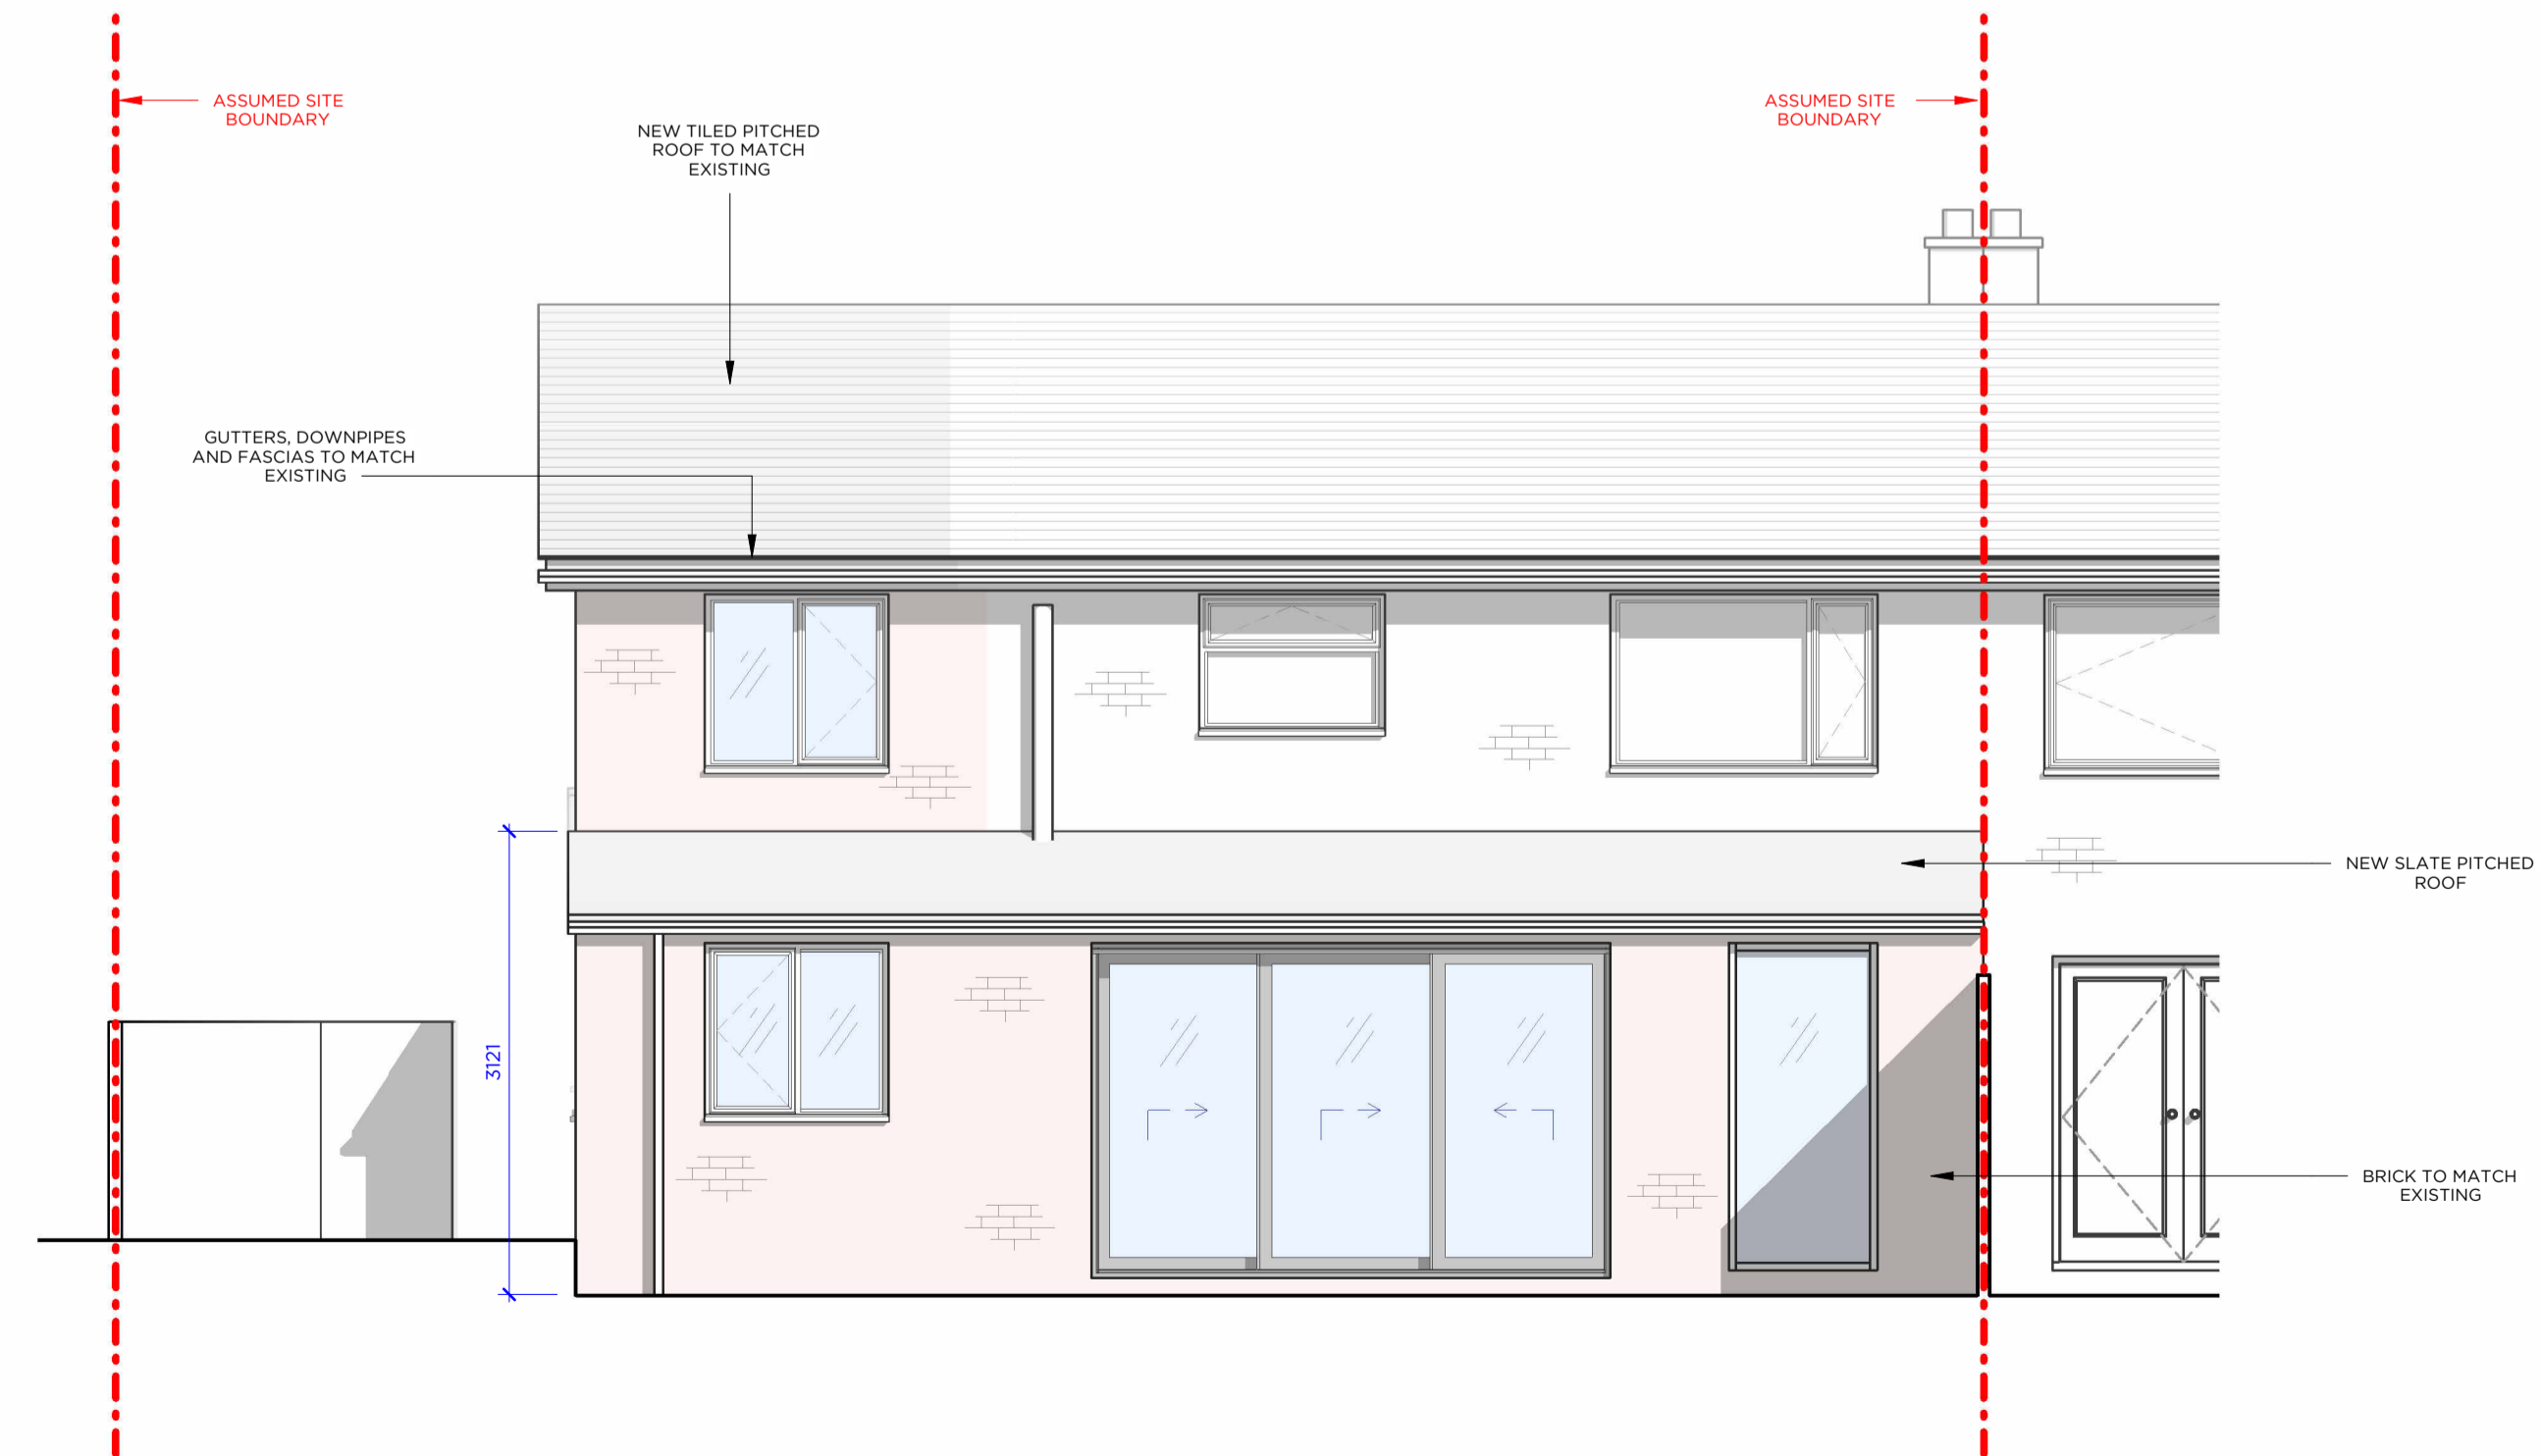 ASSUMED SITE
BOUNDARY
ASSUMED SITE
BOUNDARY
NEW TILED PITCHED
ROOF TO MATCH
EXISTING
GUTTERS, DOWNPIPES
AND FASCIAS TO MATCH
EXISTING
NEW SLATE PITCHED
ROOF
3121
BRICK TO MATCH
EXISTING